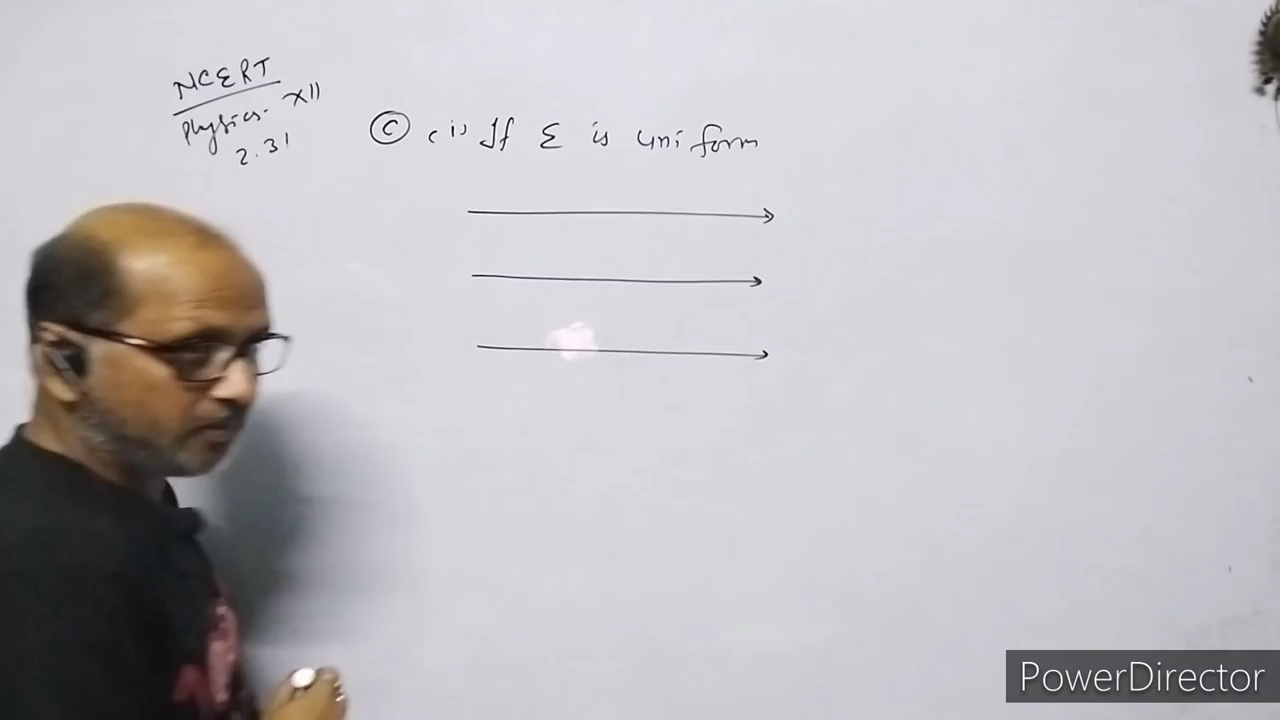 NCERT
Physics - XII
2.31
(c) (i) If E is uniform
PowerDirector